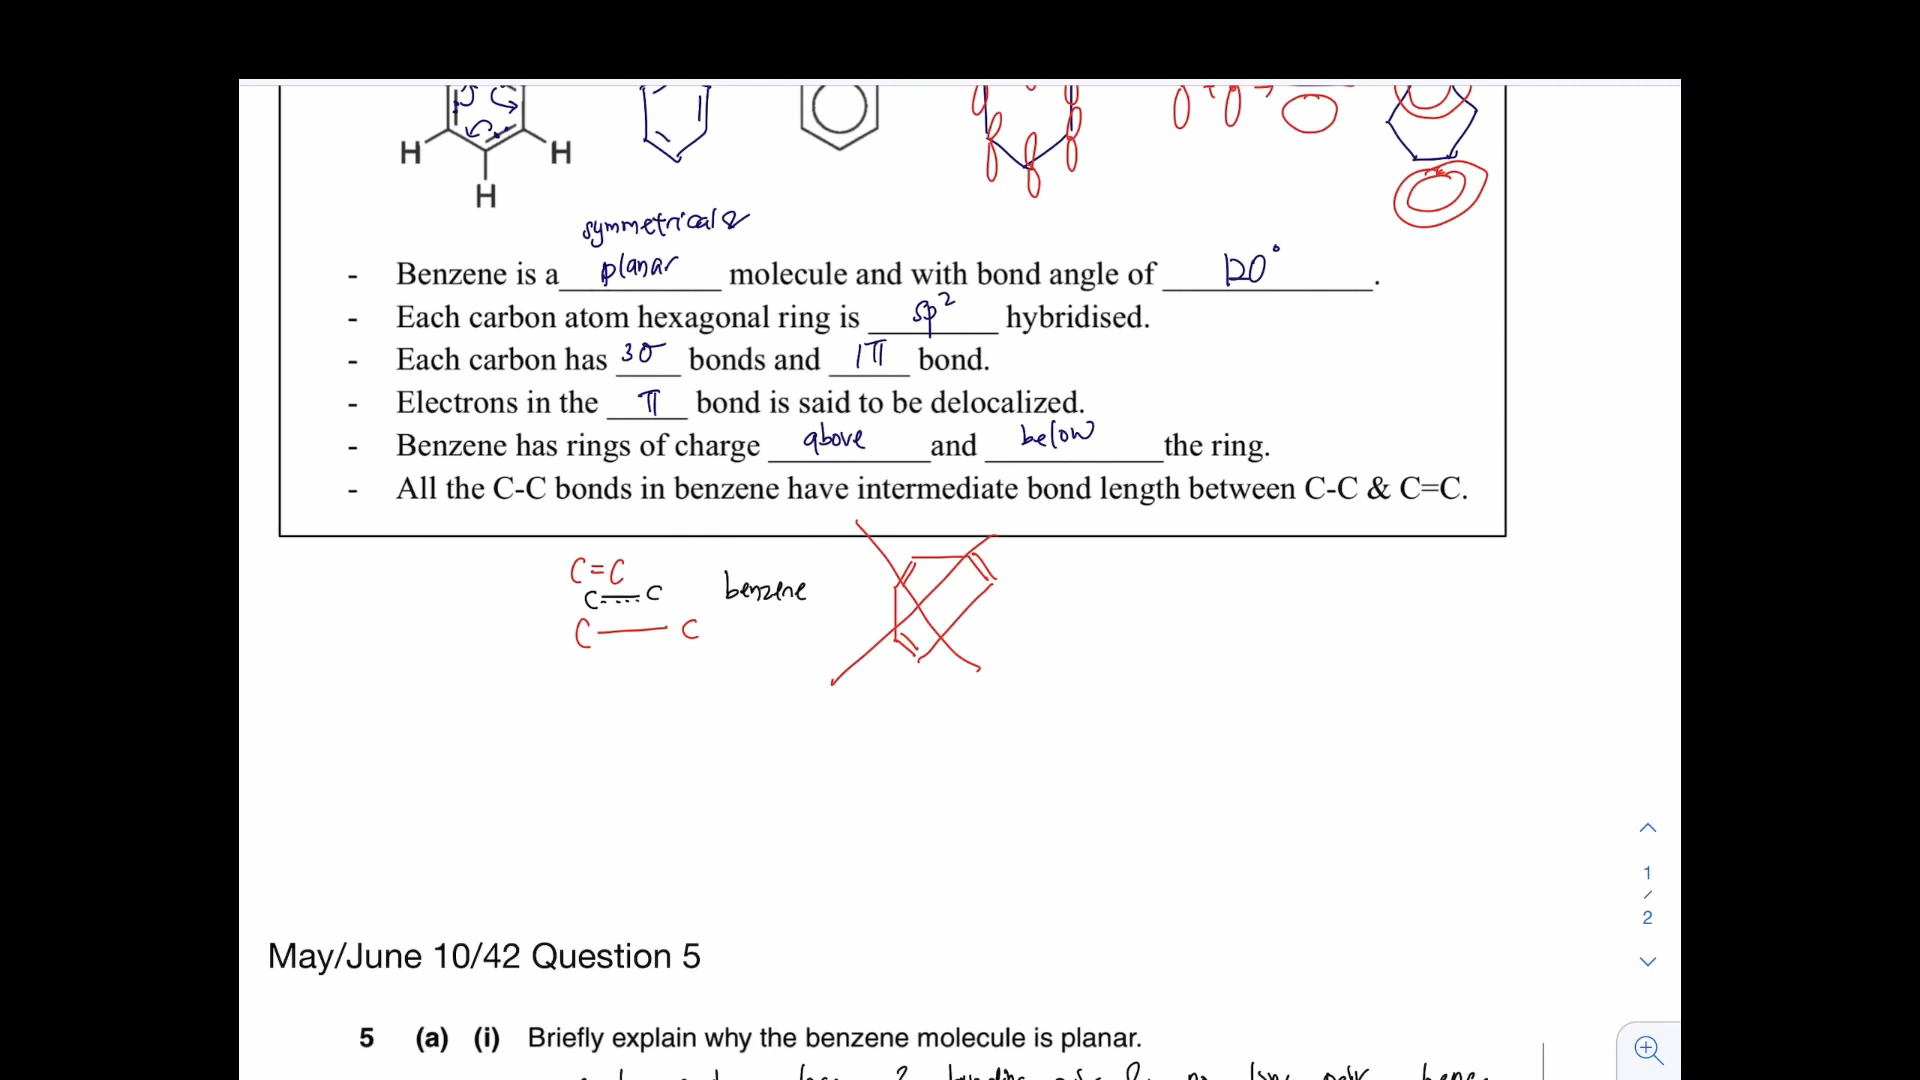 H H
H
symmetrical &
- Benzene is a planar molecule and with bond angle of 120°.
- Each carbon atom hexagonal ring is sp² hybridised.
- Each carbon has 3σ bonds and 1π bond.
- Electrons in the π bond is said to be delocalized.
- Benzene has rings of charge above and below the ring.
- All the C-C bonds in benzene have intermediate bond length between C-C & C=C.
C=C
C C benzene
C — C
1
/
2
May/June 10/42 Question 5
5 (a) (i) Briefly explain why the benzene molecule is planar.